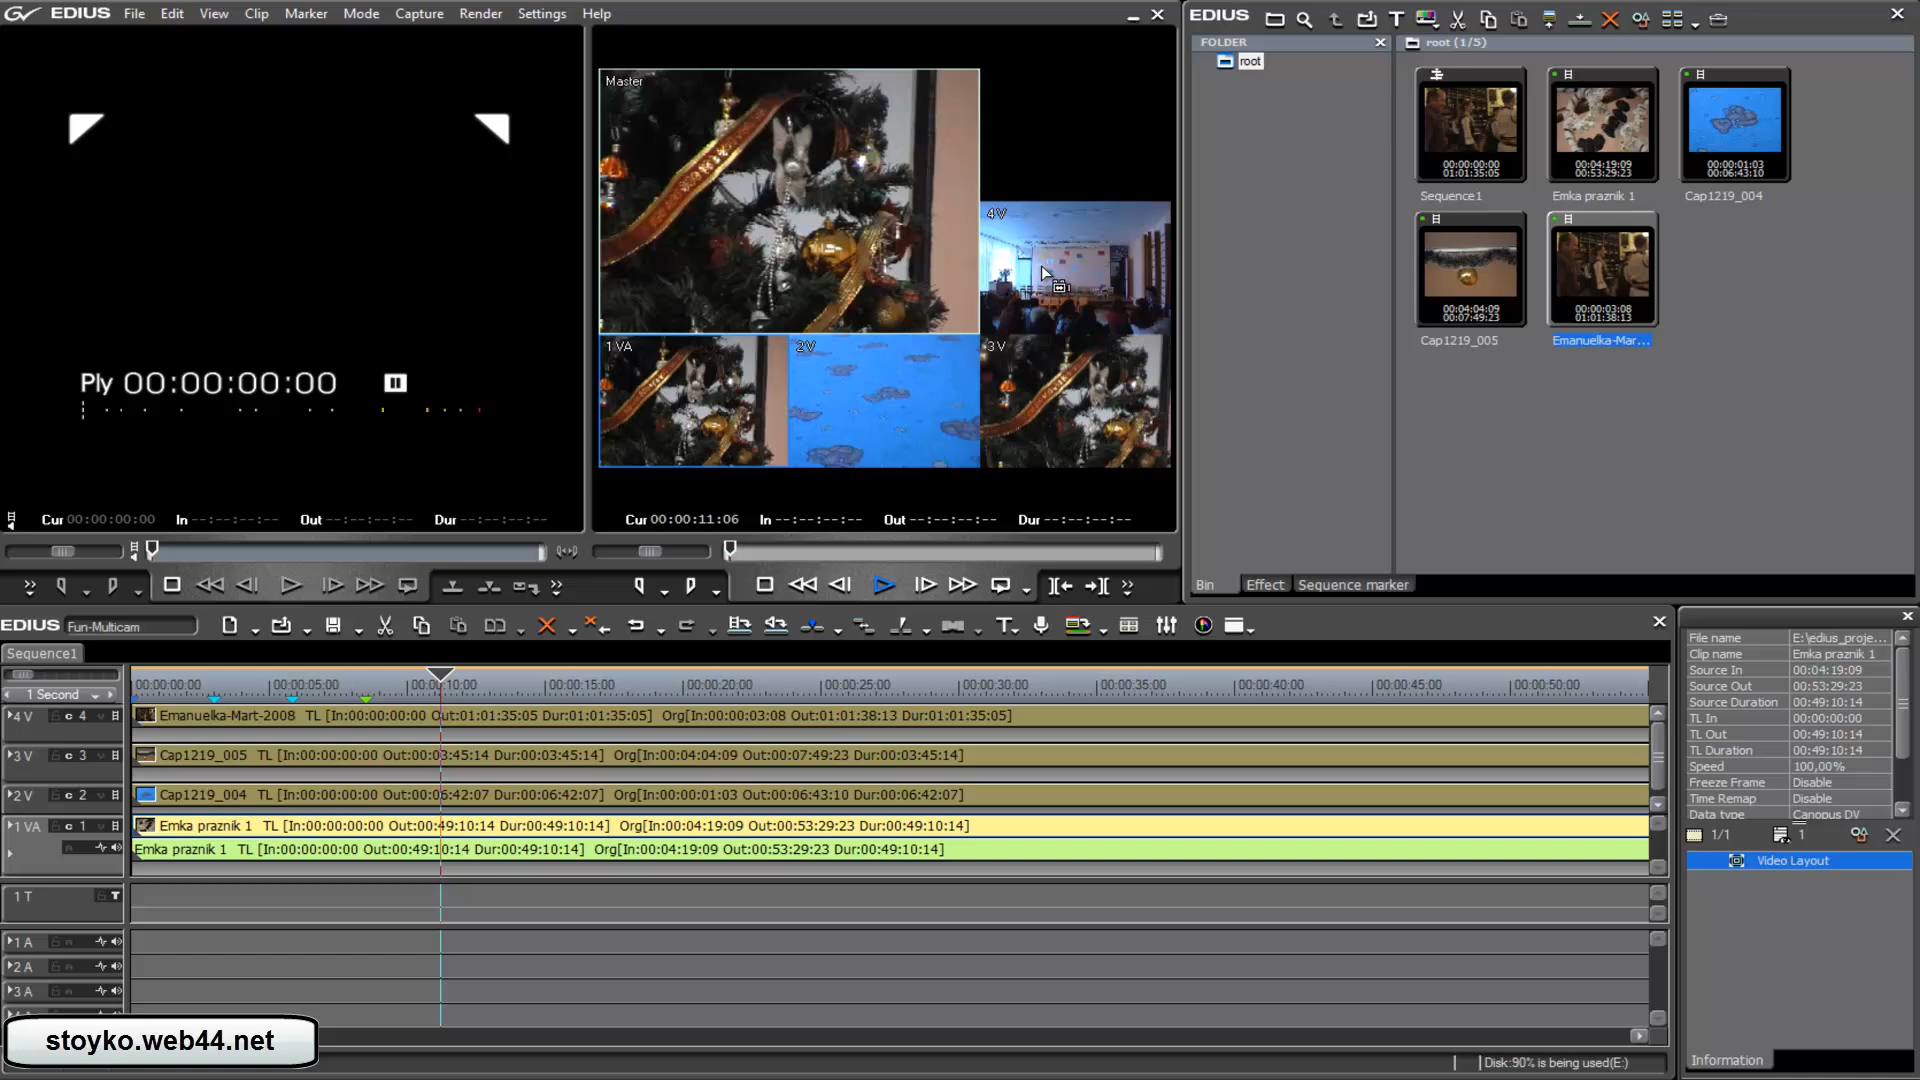 EDIUS File Edit View Clip Marker Mode Capture Render Settings Help
Ply 00:00:00:00
Cur 00:00:00:00 In --:--:--:-- Out --:--:--:-- Dur --:--:--:--
Master
4V
1VA
2V
3V
Cur 00:00:11:06 In --:--:--:-- Out --:--:--:-- Dur --:--:--:--
EDIUS
FOLDER
root
root (1/5)
00:00:00:00
01:01:35:05
Sequence1
00:04:19:09
00:53:29:23
Emka praznik 1
00:00:01:03
00:06:43:10
Cap1219_004
00:04:04:09
00:07:49:23
Cap1219_005
00:00:03:08
01:01:38:13
Emanuelka-Mar...
Bin Effect Sequence marker
EDIUS Fun-Multicam
Sequence1
1 Second
00:00:00:00 00:00:05:00 00:00:10:00 00:00:15:00 00:00:20:00 00:00:25:00 00:00:30:00 00:00:35:00 00:00:40:00 00:00:45:00 00:00:50:00
4 V C 4 Emanuelka-Mart-2008 TL [In:00:00:00:00 Out:01:01:35:05 Dur:01:01:35:05] Org[In:00:00:03:08 Out:01:01:38:13 Dur:01:01:35:05]
3 V C 3 Cap1219_005 TL [In:00:00:00:00 Out:00:03:45:14 Dur:00:03:45:14] Org[In:00:04:04:09 Out:00:07:49:23 Dur:00:03:45:14]
2 V C 2 Cap1219_004 TL [In:00:00:00:00 Out:00:06:42:07 Dur:00:06:42:07] Org[In:00:00:01:03 Out:00:06:43:10 Dur:00:06:42:07]
1 VA C 1 Emka praznik 1 TL [In:00:00:00:00 Out:00:49:10:14 Dur:00:49:10:14] Org[In:00:04:19:09 Out:00:53:29:23 Dur:00:49:10:14]
Emka praznik 1 TL [In:00:00:00:00 Out:00:49:10:14 Dur:00:49:10:14] Org[In:00:04:19:09 Out:00:53:29:23 Dur:00:49:10:14]
1 T T
1 A
2 A
3 A
stoyko.web44.net
Disk:90% is being used(E:)
File name E:\edius_proje...
Clip name Emka praznik 1
Source In 00:04:19:09
Source Out 00:53:29:23
Source Duration 00:49:10:14
TL In 00:00:00:00
TL Out 00:49:10:14
TL Duration 00:49:10:14
Speed 100,00%
Freeze Frame Disable
Time Remap Disable
Data type Canopus DV
1/1 1
Video Layout
Information